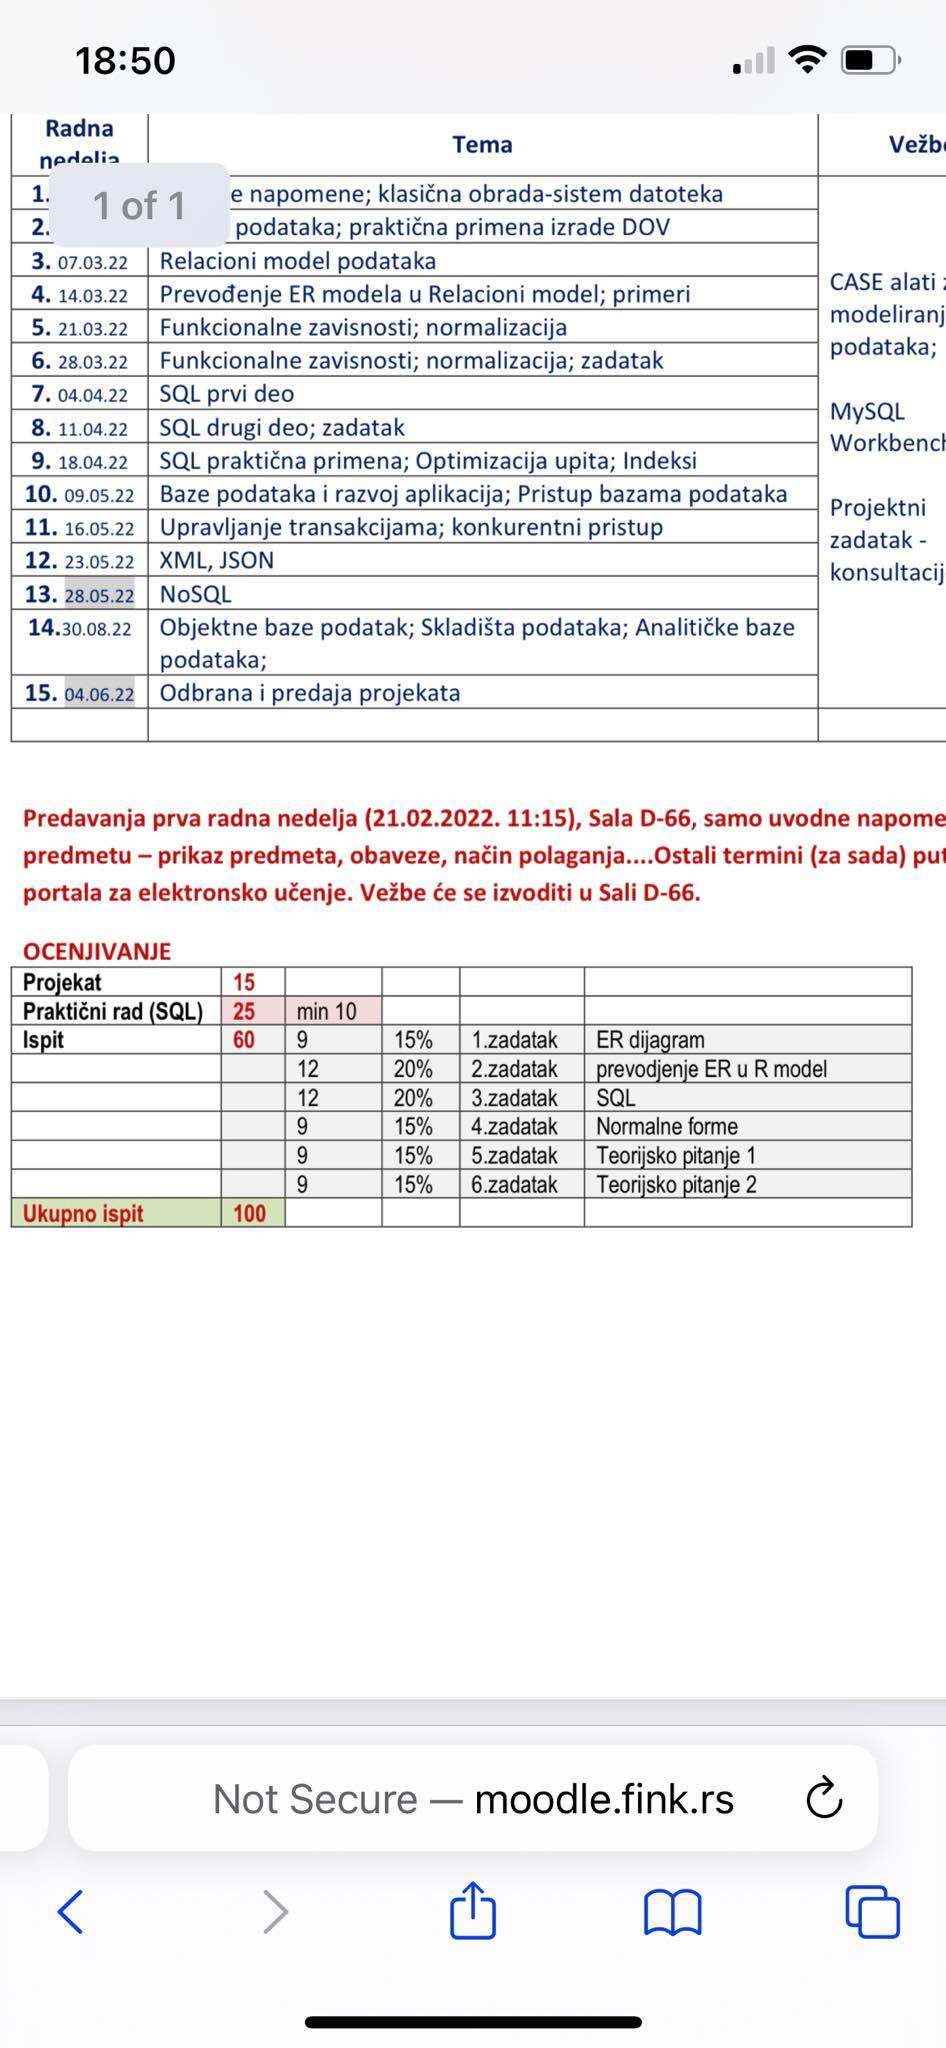 18:50
Radna nedelja Tema
1 of 1
1. e napomene; klasična obrada-sistem datoteka
2. podataka; praktična primena izrade DOV
3. 07.03.22 Relacioni model podataka
4. 14.03.22 Prevođenje ER modela u Relacioni model; primeri
5. 21.03.22 Funkcionalne zavisnosti; normalizacija
6. 28.03.22 Funkcionalne zavisnosti; normalizacija; zadatak
7. 04.04.22 SQL prvi deo
8. 11.04.22 SQL drugi deo; zadatak
9. 18.04.22 SQL praktična primena; Optimizacija upita; Indeksi
10. 09.05.22 Baze podataka i razvoj aplikacija; Pristup bazama podataka
11. 16.05.22 Upravljanje transakcijama; konkurentni pristup
12. 23.05.22 XML, JSON
13. 28.05.22 NoSQL
14.30.08.22 Objektne baze podatak; Skladišta podataka; Analitičke baze
podataka;
15. 04.06.22 Odbrana i predaja projekata
Vežbe
CASE alati z
modeliranj
podataka;
MySQL
Workbench
Projektni
zadatak -
konsultacij
Predavanja prva radna nedelja (21.02.2022. 11:15), Sala D-66, samo uvodne napome
predmetu – prikaz predmeta, obaveze, način polaganja....Ostali termini (za sada) put
portala za elektronsko učenje. Vežbe će se izvoditi u Sali D-66.
OCENJIVANJE
Projekat 15
Praktični rad (SQL) 25 min 10
Ispit 60 9 15% 1.zadatak ER dijagram
12 20% 2.zadatak prevodjenje ER u R model
12 20% 3.zadatak SQL
9 15% 4.zadatak Normalne forme
9 15% 5.zadatak Teorijsko pitanje 1
9 15% 6.zadatak Teorijsko pitanje 2
Ukupno ispit 100
Not Secure — moodle.fink.rs